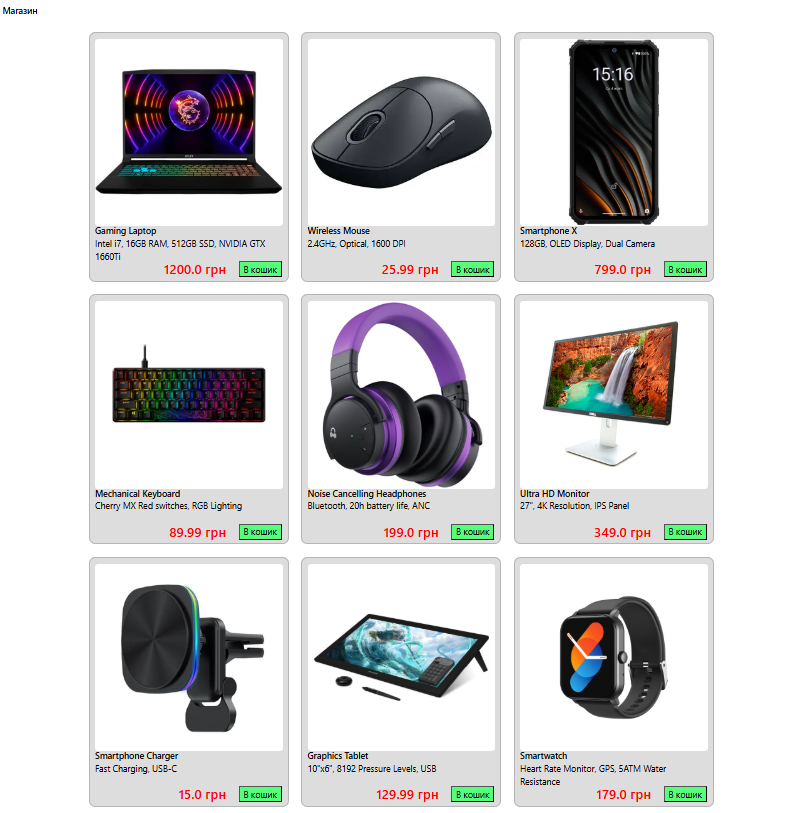 Магазин
15:16
Gaming Laptop
Intel i7, 16GB RAM, 512GB SSD, NVIDIA GTX
1660Ti
1200.0 грн
В кошик
Wireless Mouse
2.4GHz, Optical, 1600 DPI
25.99 грн
В кошик
Smartphone X
128GB, OLED Display, Dual Camera
799.0 грн
В кошик
Mechanical Keyboard
Cherry MX Red switches, RGB Lighting
89.99 грн
В кошик
Noise Cancelling Headphones
Bluetooth, 20h battery life, ANC
199.0 грн
В кошик
Ultra HD Monitor
27", 4K Resolution, IPS Panel
349.0 грн
В кошик
Smartphone Charger
Fast Charging, USB-C
15.0 грн
В кошик
Graphics Tablet
10"x6", 8192 Pressure Levels, USB
129.99 грн
В кошик
Smartwatch
Heart Rate Monitor, GPS, 5ATM Water
Resistance
179.0 грн
В кошик